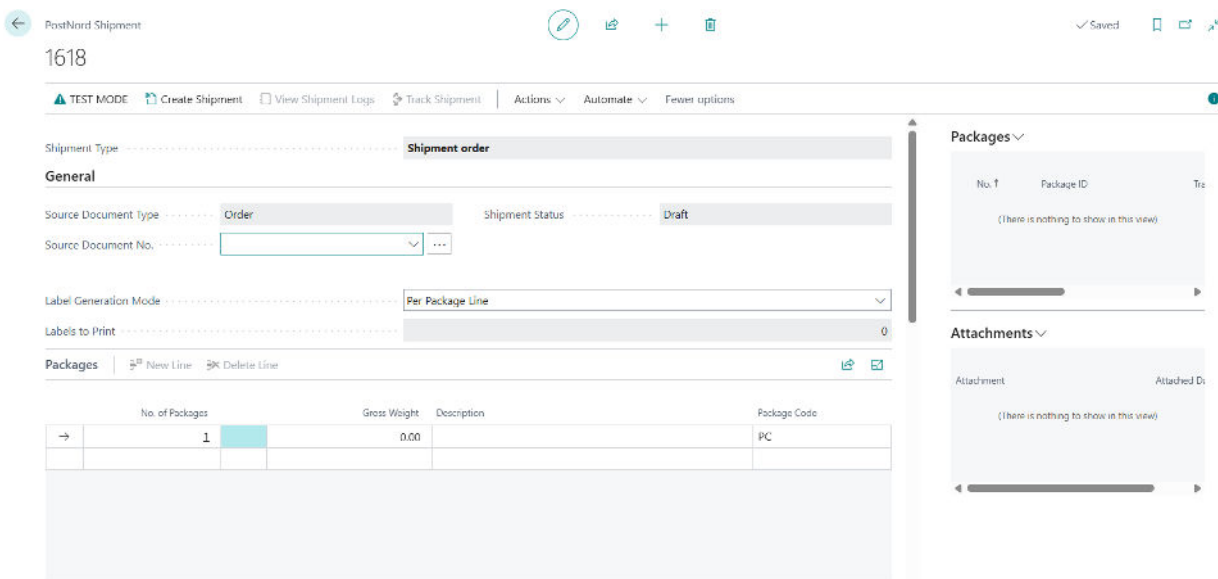 PostNord Shipment
Saved
1618
TEST MODE Create Shipment View Shipment Logs Track Shipment Actions Automate Fewer options
Shipment Type Shipment order
General
Source Document Type Order Shipment Status Draft
Source Document No.
Label Generation Mode Per Package Line
Labels to Print 0
Packages New Line Delete Line
No. of Packages Gross Weight Description Package Code
1 0.00 PC
Packages
No. Package ID Tra
(There is nothing to show in this view)
Attachments
Attachment Attached Da
(There is nothing to show in this view)